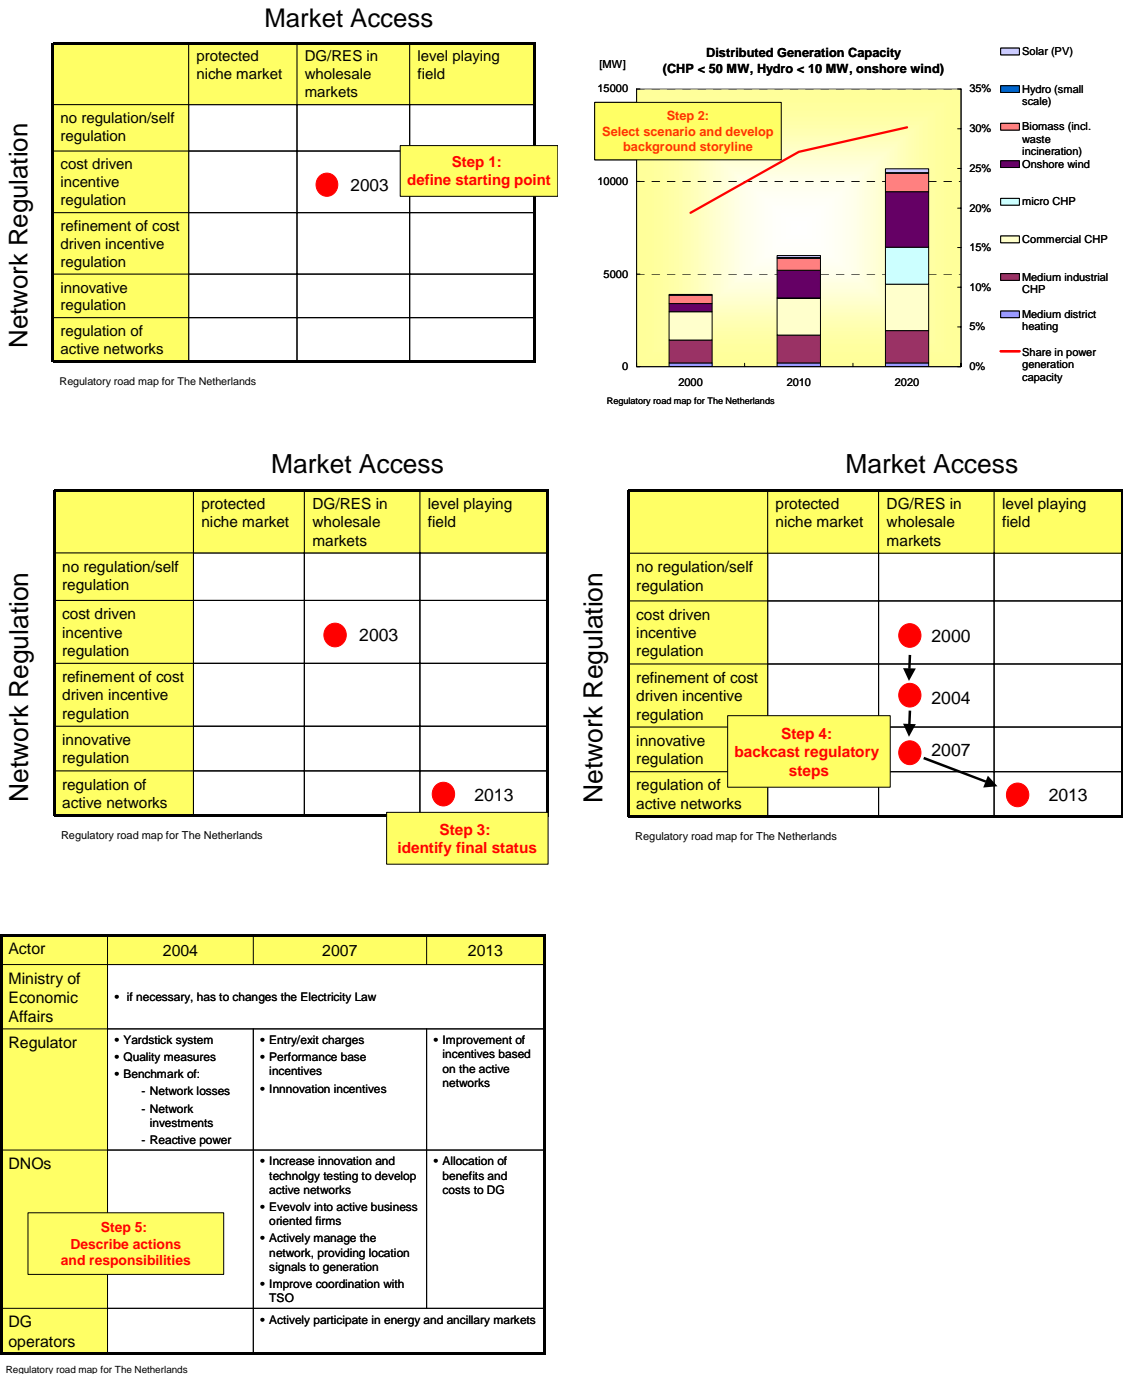 Market Access
protected
niche market
DG/RES in
wholesale
markets
level playing
field
Network Regulation
no regulation/self
regulation
cost driven
incentive
regulation
2003
Step 1:
define starting point
refinement of cost
driven incentive
regulation
innovative
regulation
regulation of
active networks
Regulatory road map for The Netherlands
Distributed Generation Capacity
(CHP < 50 MW, Hydro < 10 MW, onshore wind)
[MW]
15000
10000
5000
0
Step 2:
Select scenario and develop
background storyline
35%
30%
25%
20%
15%
10%
5%
0%
2000
2010
2020
Solar (PV)
Hydro (small
scale)
Biomass (incl.
waste
incineration)
Onshore wind
micro CHP
Commercial CHP
Medium industrial
CHP
Medium district
heating
Share in power
generation
capacity
Regulatory road map for The Netherlands
Market Access
protected
niche market
DG/RES in
wholesale
markets
level playing
field
Network Regulation
no regulation/self
regulation
cost driven
incentive
regulation
2003
refinement of cost
driven incentive
regulation
innovative
regulation
regulation of
active networks
2013
Step 3:
identify final status
Regulatory road map for The Netherlands
Market Access
protected
niche market
DG/RES in
wholesale
markets
level playing
field
Network Regulation
no regulation/self
regulation
cost driven
incentive
regulation
2000
refinement of cost
driven incentive
regulation
2004
Step 4:
backcast regulatory
steps
innovative
regulation
2007
regulation of
active networks
2013
Regulatory road map for The Netherlands
Actor
2004
2007
2013
Ministry of
Economic
Affairs
• if necessary, has to changes the Electricity Law
Regulator
• Yardstick system
• Quality measures
• Benchmark of:
- Network losses
- Network
investments
- Reactive power
• Entry/exit charges
• Performance base
incentives
• Innnovation incentives
• Improvement of
incentives based
on the active
networks
DNOs
Step 5:
Describe actions
and responsibilities
• Increase innovation and
technolgy testing to develop
active networks
• Evevolv into active business
oriented firms
• Actively manage the
network, providing location
signals to generation
• Improve coordination with
TSO
• Allocation of
benefits and
costs to DG
DG
operators
• Actively participate in energy and ancillary markets
Regulatory road map for The Netherlands